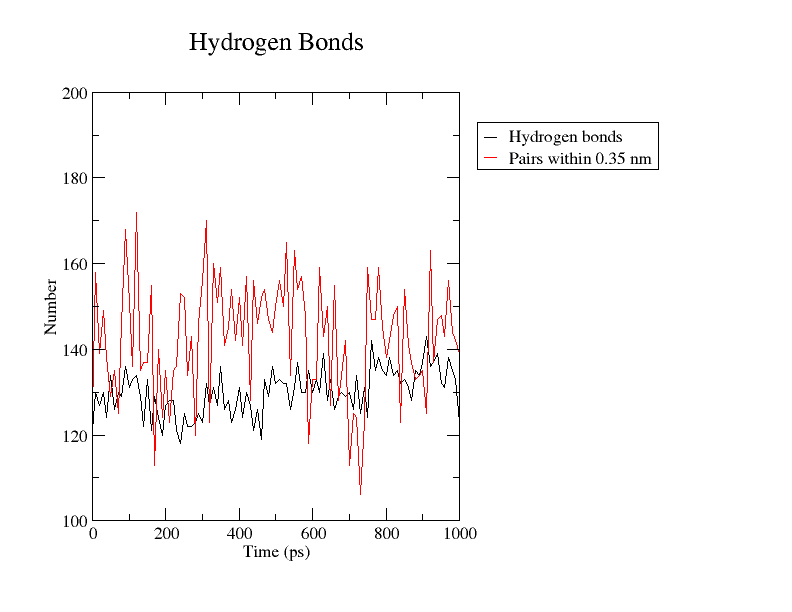 Hydrogen Bonds
Hydrogen bonds
Pairs within 0.35 nm
200
180
160
140
120
100
Number
0 200 400 600 800 1000
Time (ps)